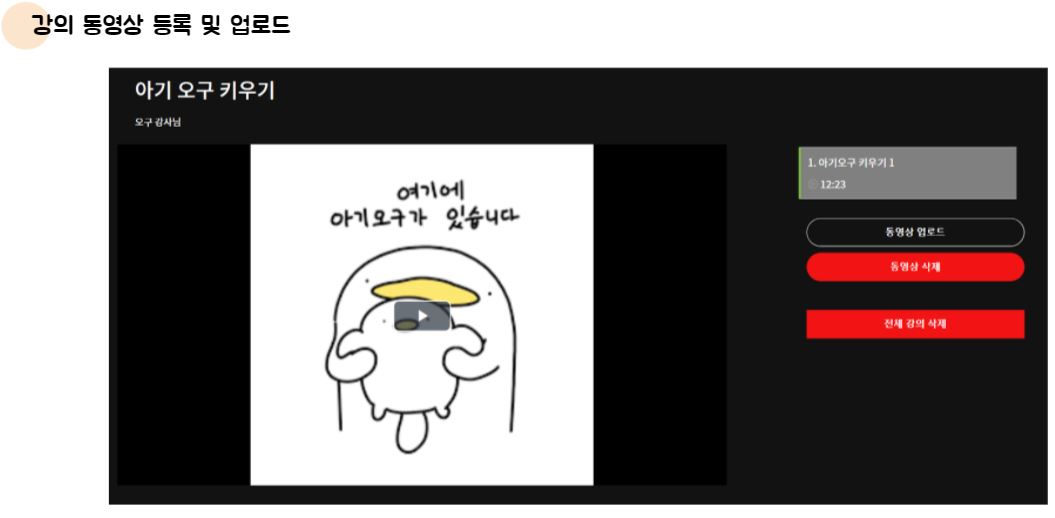 강의 동영상 등록 및 업로드
아기 오구 키우기
오구 강사님
여기에
아기오구가 있습니다
1. 아기오구 키우기 1
12:23
동영상 업로드
동영상 삭제
전체 강의 삭제